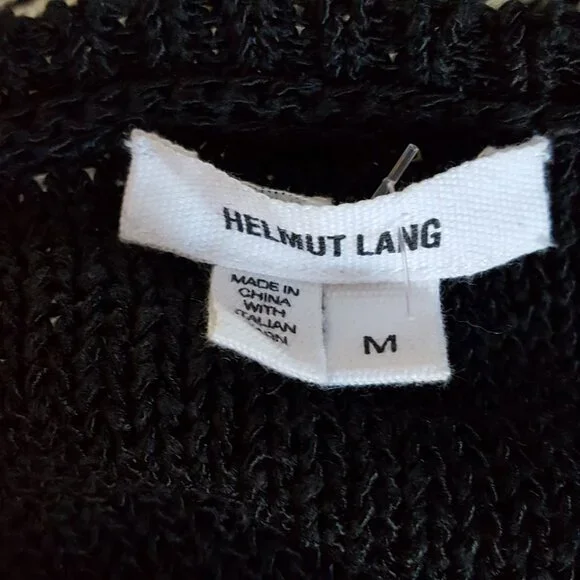 HELMUT LANG
MADE IN
CHINA
WITH
ITALIAN
M